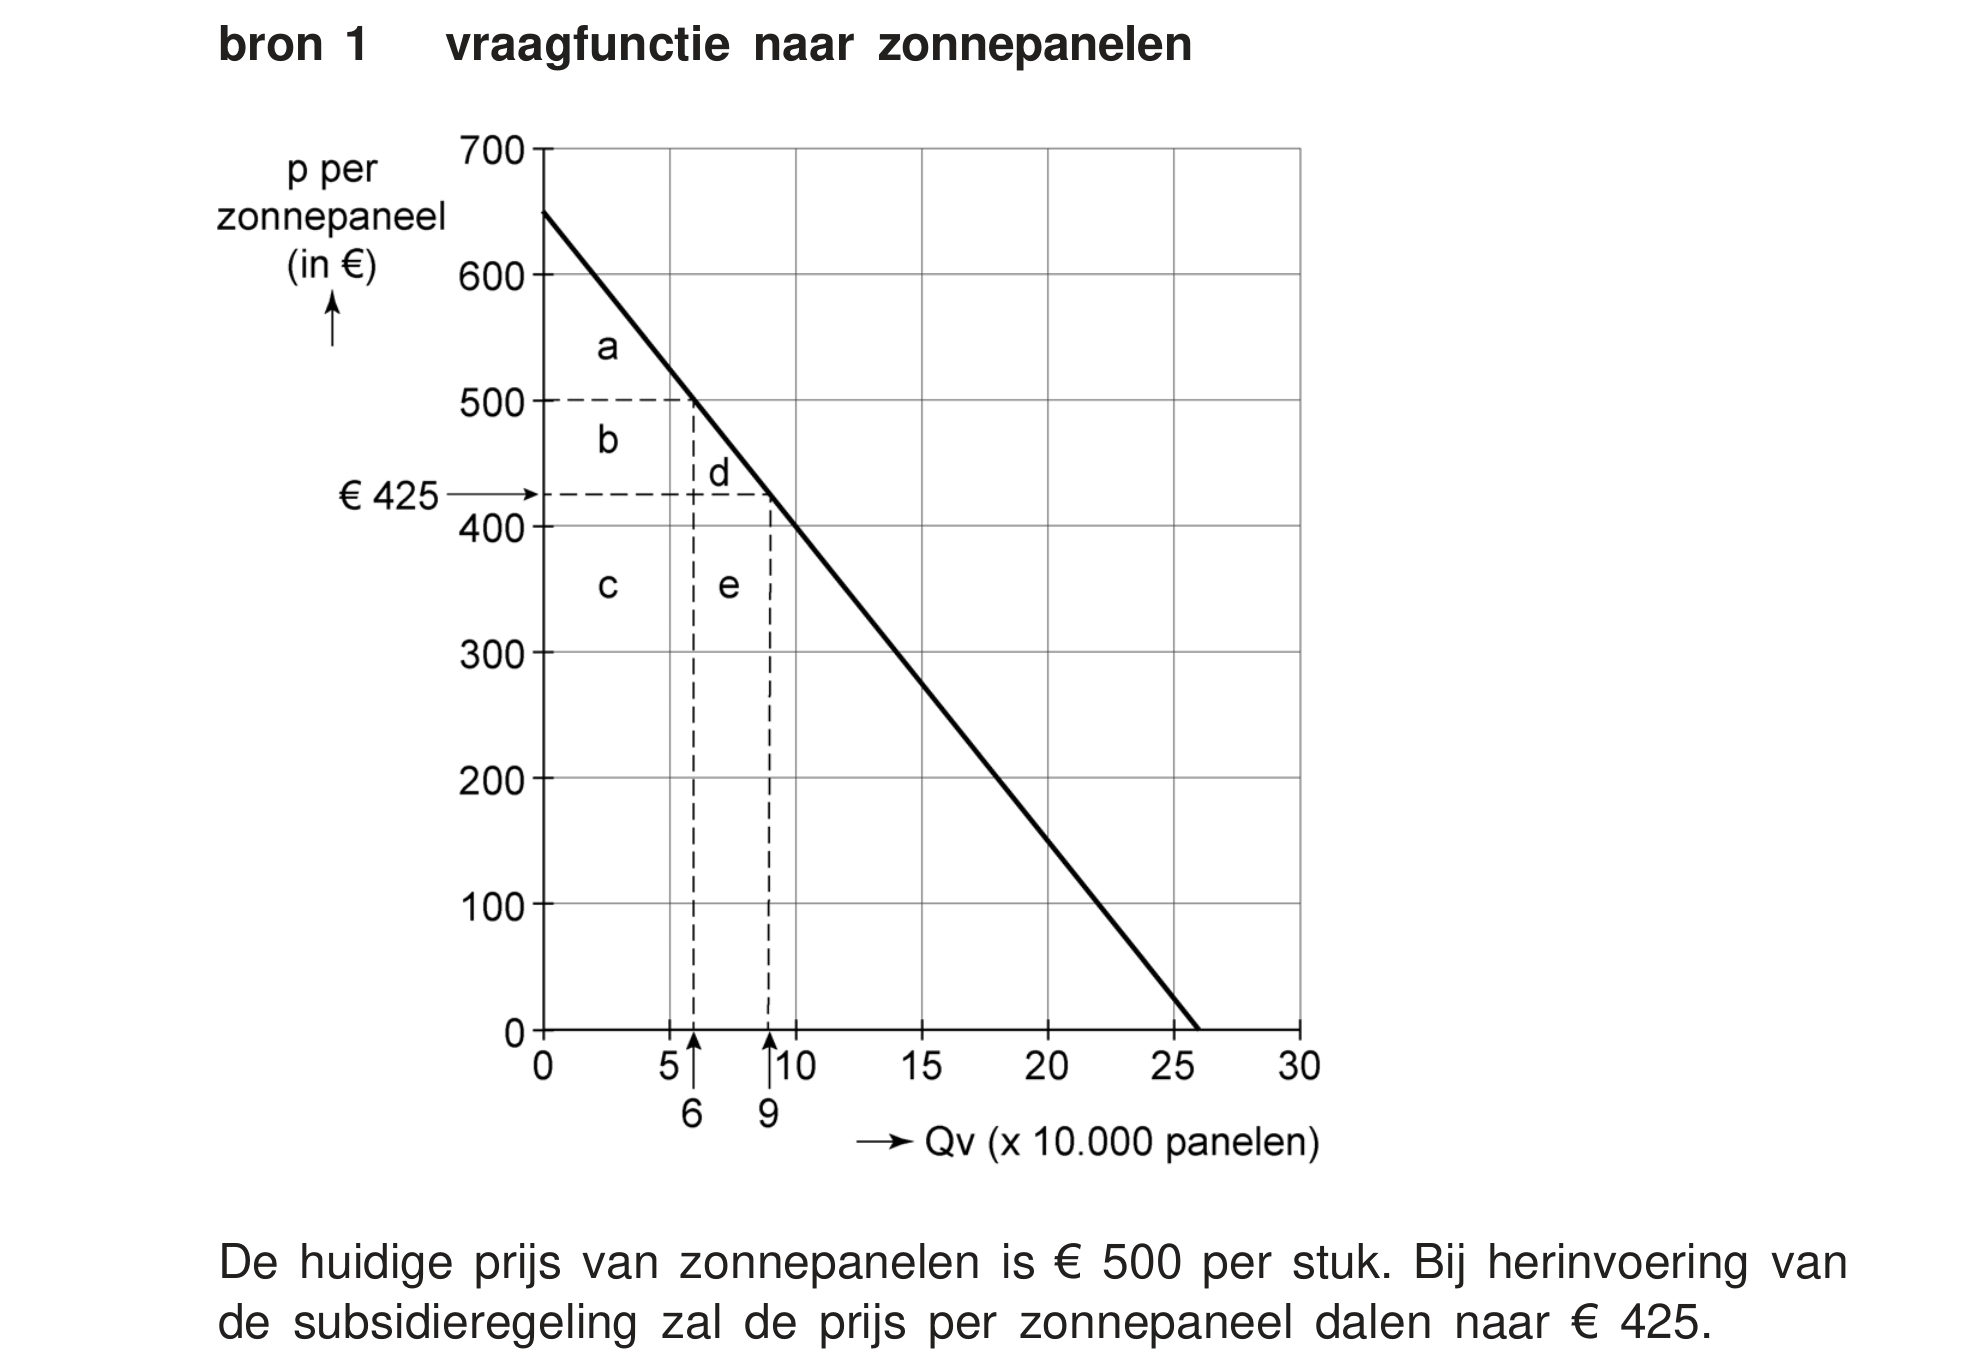 bron 1 vraagfunctie naar zonnepanelen
700
p per
zonnepaneel
(in €)
600
a
500
b
d
€ 425
400
c
e
300
200
100
0
0 5 10 15 20 25 30
6 9
Qv (x 10.000 panelen)
De huidige prijs van zonnepanelen is € 500 per stuk. Bij herinvoering van
de subsidieregeling zal de prijs per zonnepaneel dalen naar € 425.